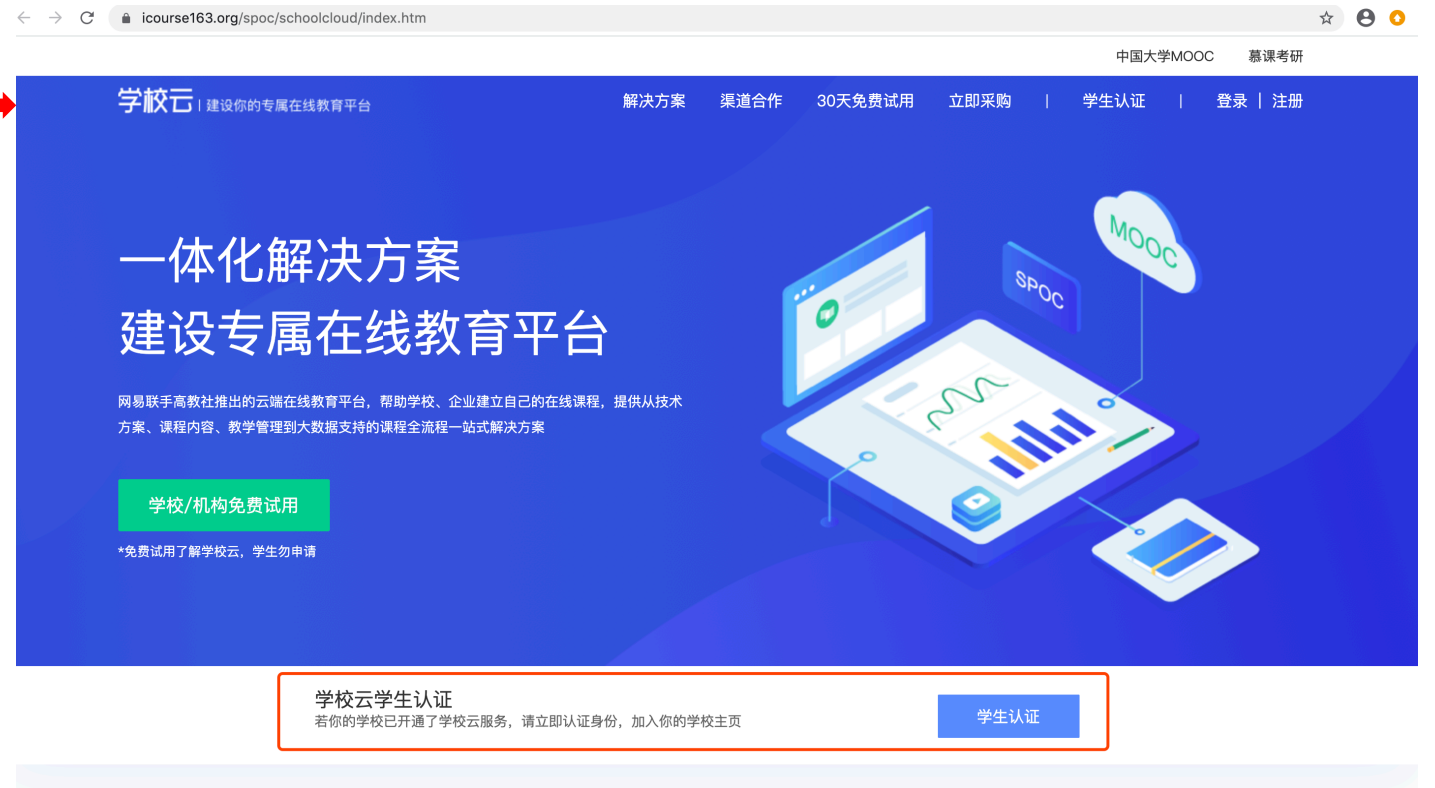 icourse163.org/spoc/schoolcloud/index.htm
中国大学MOOC 慕课考研
学校云 | 建设你的专属在线教育平台 解决方案 渠道合作 30天免费试用 立即采购 | 学生认证 | 登录 | 注册
MOOC
SPOC
一体化解决方案
建设专属在线教育平台
网易联手高教社推出的云端在线教育平台，帮助学校、企业建立自己的在线课程，提供从技术
方案、课程内容、教学管理到大数据支持的课程全流程一站式解决方案
学校/机构免费试用
*免费试用了解学校云，学生勿申请
学校云学生认证
若你的学校已开通了学校云服务，请立即认证身份，加入你的学校主页
学生认证